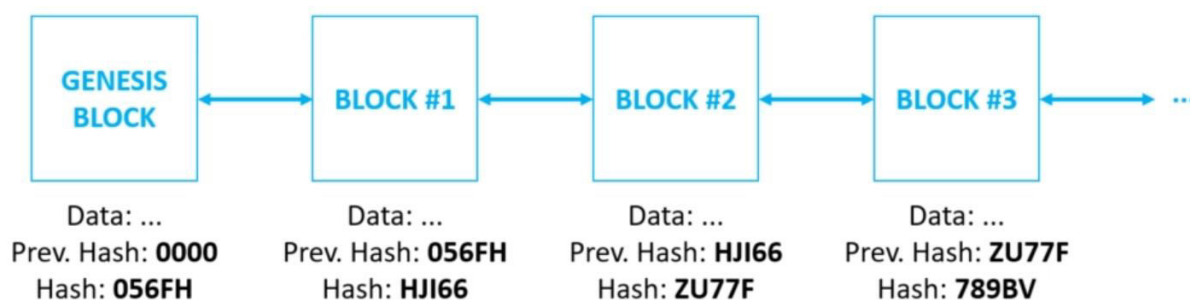 GENESIS
BLOCK
BLOCK #1
BLOCK #2
BLOCK #3
...
Data: ...
Prev. Hash: 0000
Hash: 056FH
Data: ...
Prev. Hash: 056FH
Hash: HJI66
Data: ...
Prev. Hash: HJI66
Hash: ZU77F
Data: ...
Prev. Hash: ZU77F
Hash: 789BV